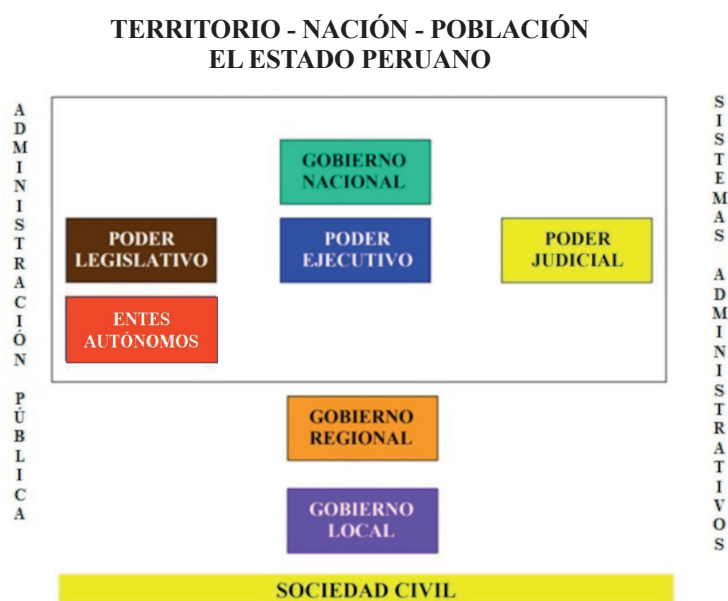 TERRITORIO - NACIÓN - POBLACIÓN
EL ESTADO PERUANO
ADMINISTRACIÓN PÚBLICA
GOBIERNO
NACIONAL
PODER
LEGISLATIVO
PODER
EJECUTIVO
PODER
JUDICIAL
ENTES
AUTÓNOMOS
GOBIERNO
REGIONAL
GOBIERNO
LOCAL
SOCIEDAD CIVIL
SISTEMAS ADMINISTRATIVOS